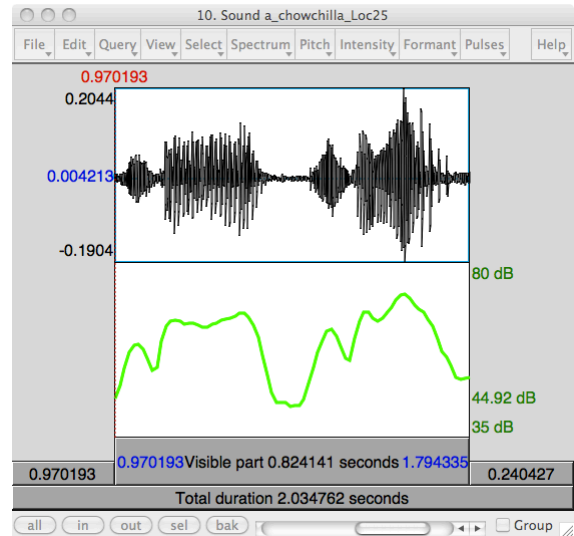 10. Sound a_chowchilla_Loc25
File Edit Query View Select Spectrum Pitch Intensity Formant Pulses Help
0.970193
0.2044
0.004213
-0.1904
80 dB
44.92 dB
35 dB
0.970193 0.970193Visible part 0.824141 seconds 1.794335 0.240427
Total duration 2.034762 seconds
all in out sel bak Group